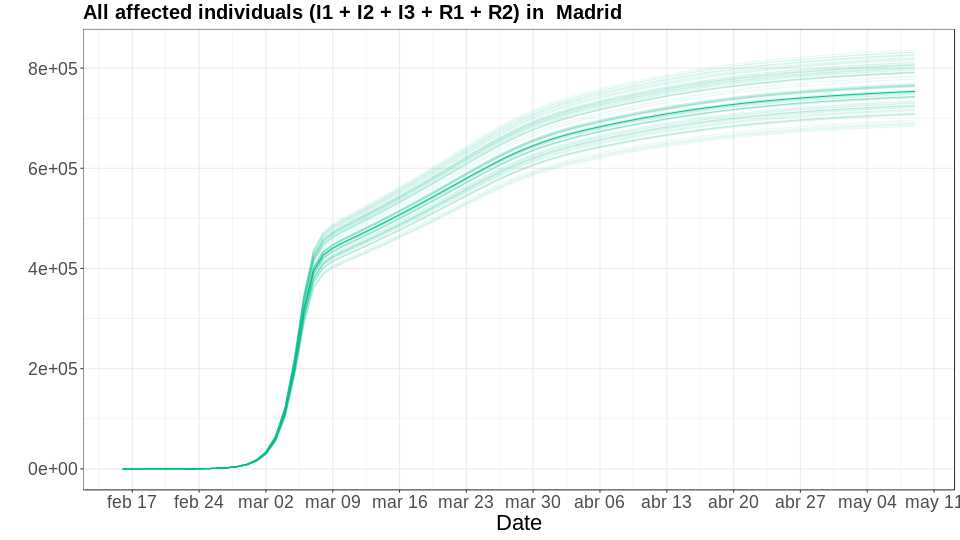 All affected individuals (I1 + I2 + I3 + R1 + R2) in  Madrid
8e+05
6e+05
4e+05
2e+05
0e+00
feb 17 feb 24 mar 02 mar 09 mar 16 mar 23 mar 30 abr 06 abr 13 abr 20 abr 27 may 04 may 11
Date